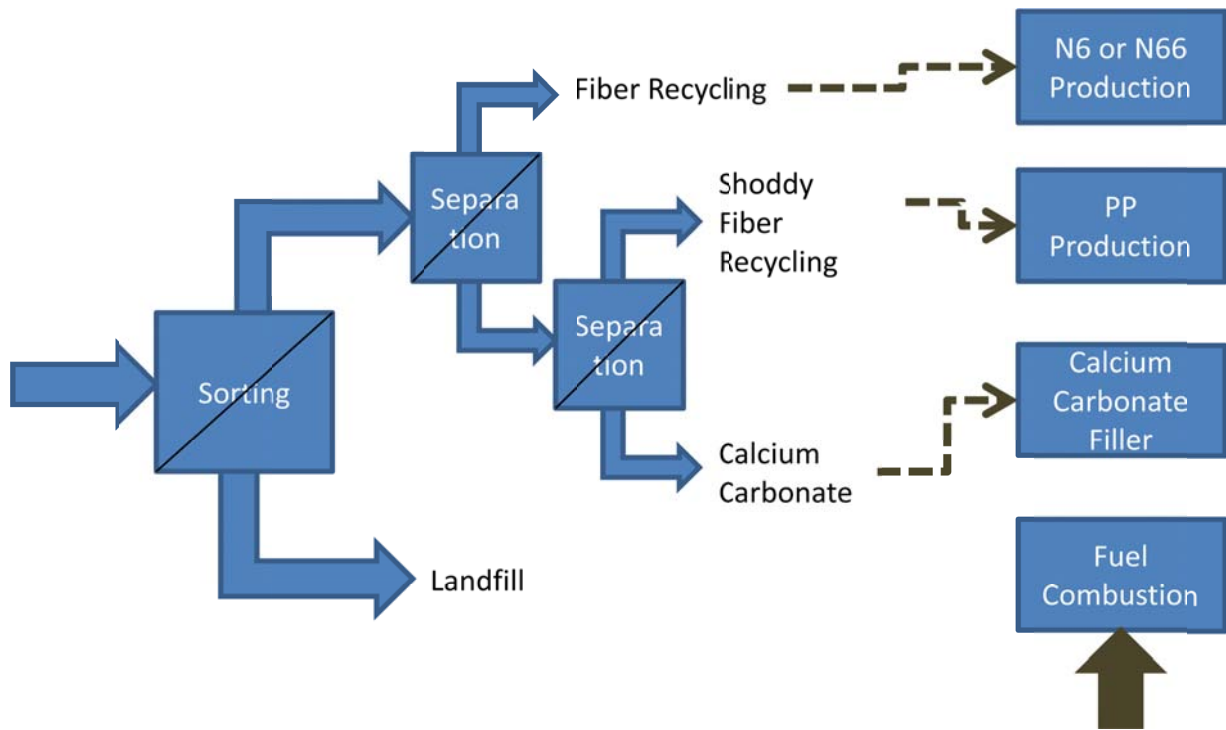 Fiber Recycling
N6 or N66
Production
Separa
tion
Shoddy
Fiber
Recycling
PP
Production
Separa
tion
Sorting
Calcium
Carbonate
Filler
Calcium
Carbonate
Landfill
Fuel
Combustion